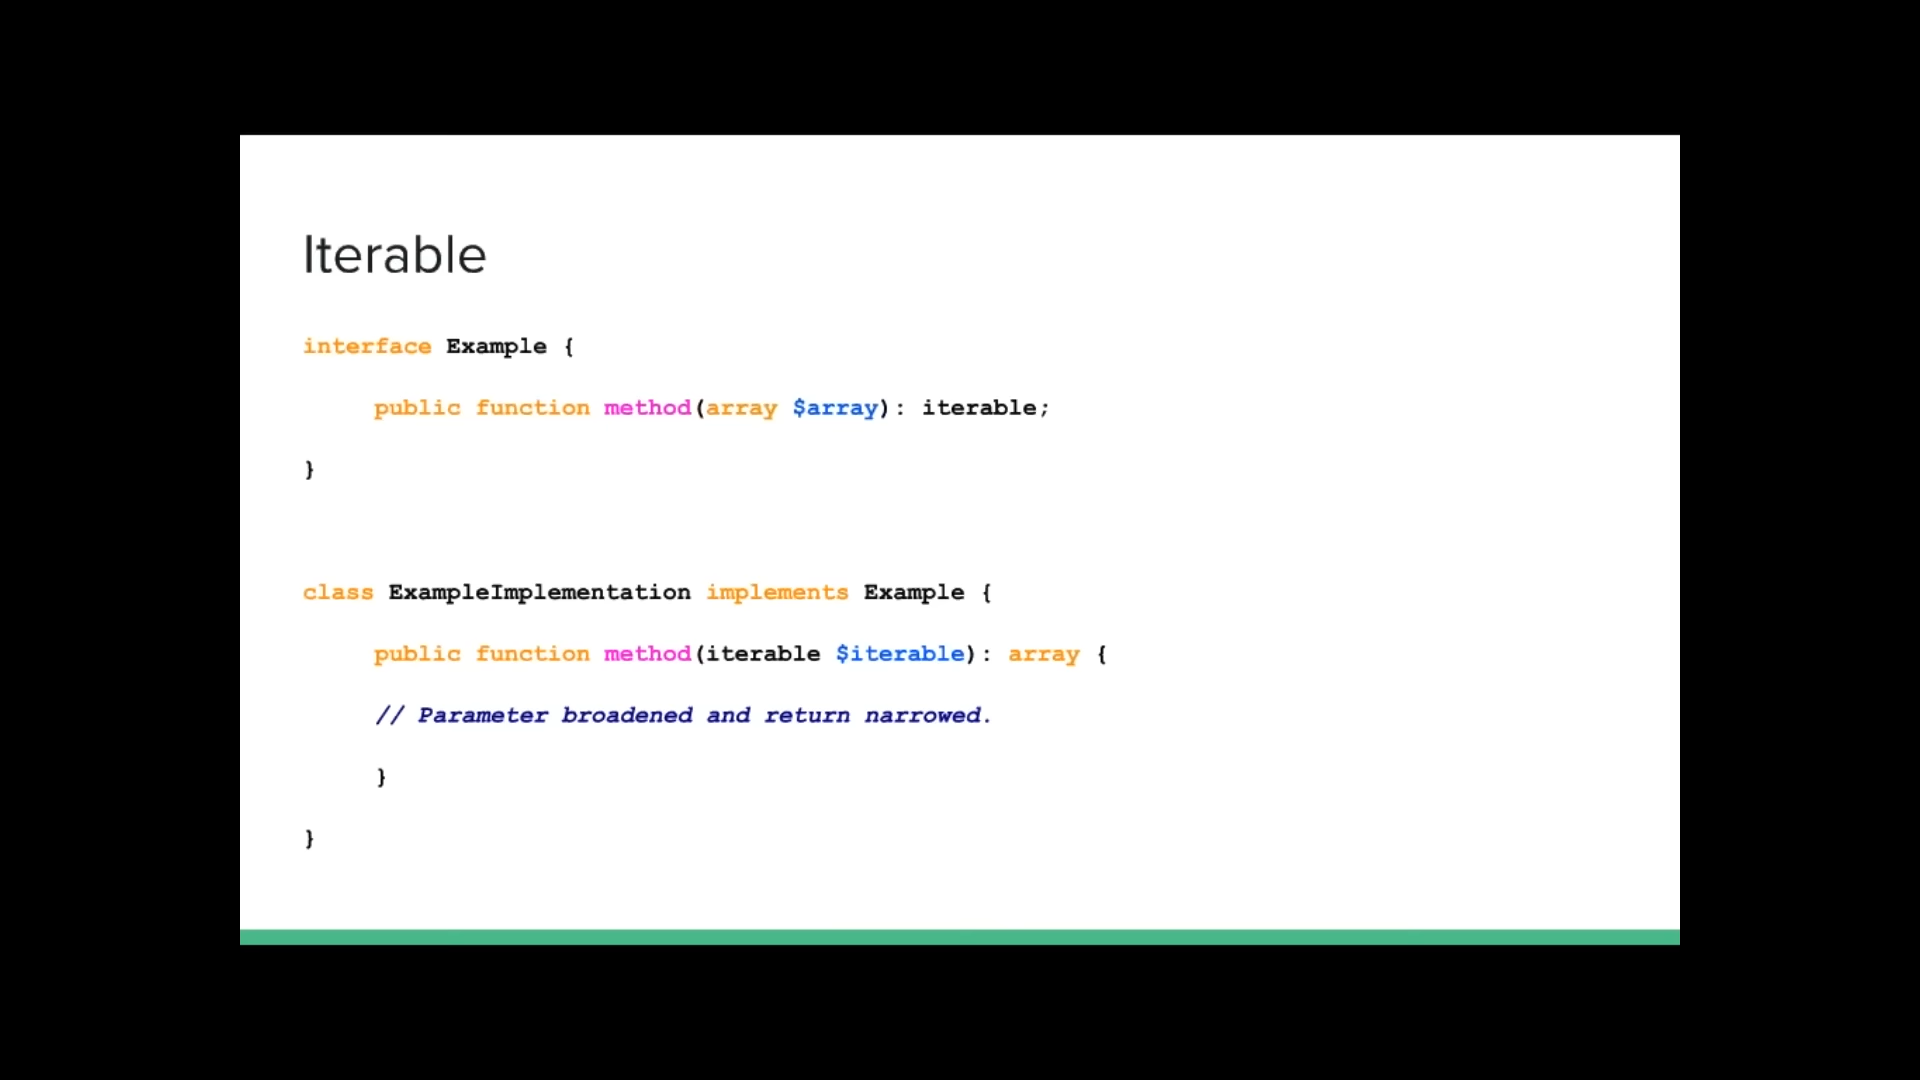 Iterable
interface Example {
public function method(array $array): iterable;
}
class ExampleImplementation implements Example {
public function method(iterable $iterable): array {
// Parameter broadened and return narrowed.
}
}